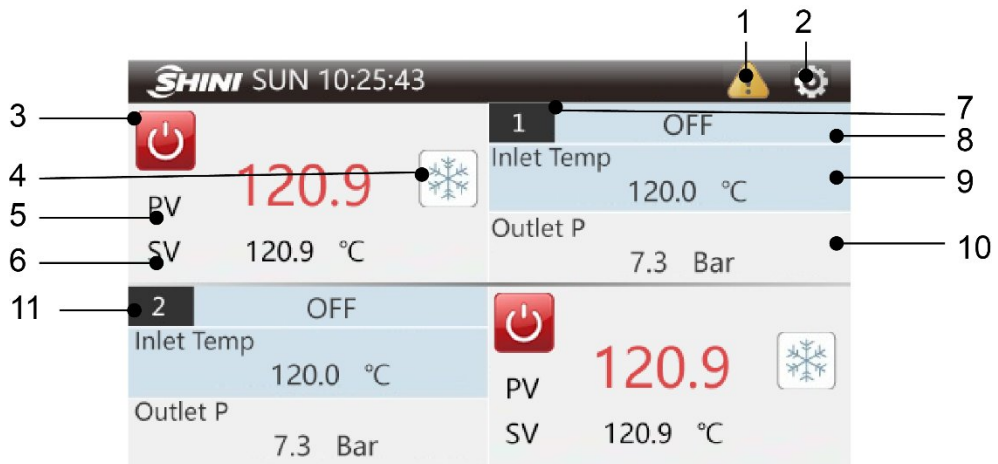 1 2
SHINI SUN 10:25:43
3
4
5
6
11
120.9
PV
SV 120.9 ℃
1 OFF
Inlet Temp
120.0 ℃
Outlet P
7.3 Bar
7
8
9
10
2 OFF
Inlet Temp
120.0 ℃
Outlet P
7.3 Bar
120.9
PV
SV 120.9 ℃